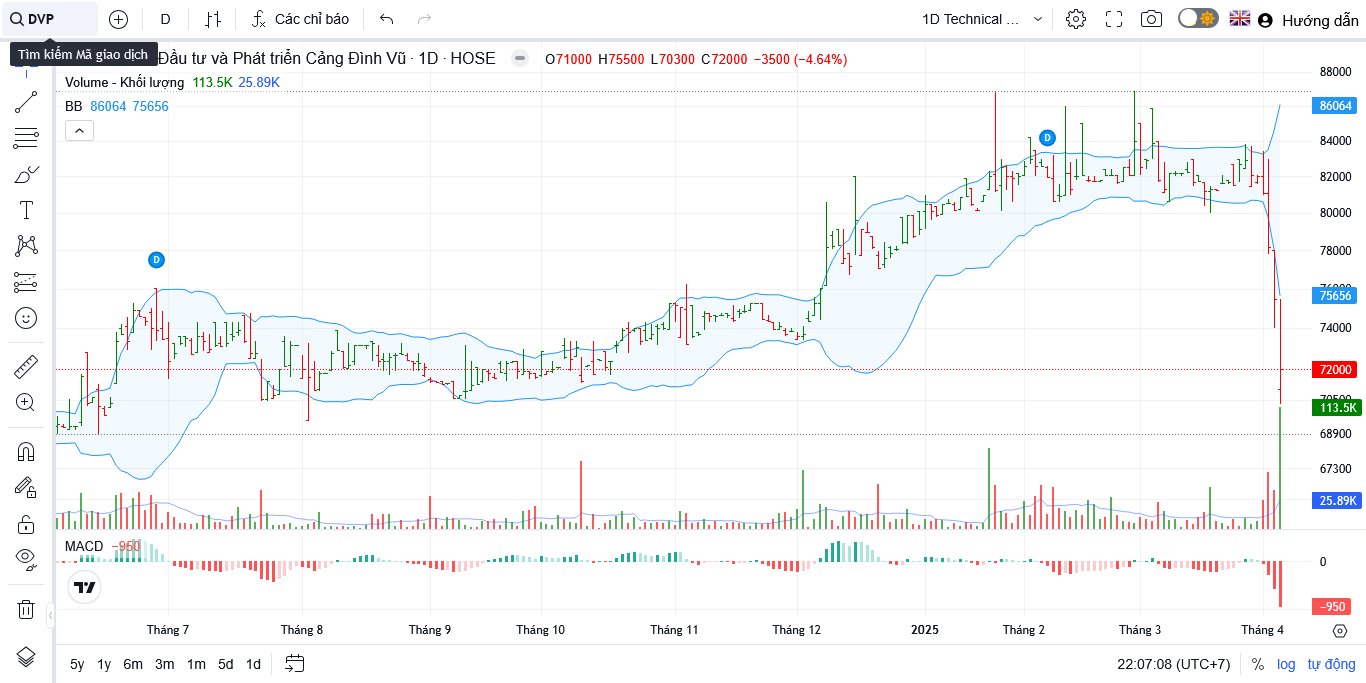 DVP D Các chỉ báo 1D Technical ... Hướng dẫn
Tìm kiếm Mã giao dịch
Đầu tư và Phát triển Cảng Đình Vũ · 1D · HOSE O71000 H75500 L70300 C72000 −3500 (−4.64%)
Volume - Khối lượng 113.5K 25.89K
BB 86064 75656
88000
86064
84000
82000
80000
78000
75656
74000
72000
113.5K
68900
67300
25.89K
D
D
MACD −950
0
−950
Tháng 7 Tháng 8 Tháng 9 Tháng 10 Tháng 11 Tháng 12 2025 Tháng 2 Tháng 3 Tháng 4
5y 1y 6m 3m 1m 5d 1d 22:07:08 (UTC+7) % log tự động